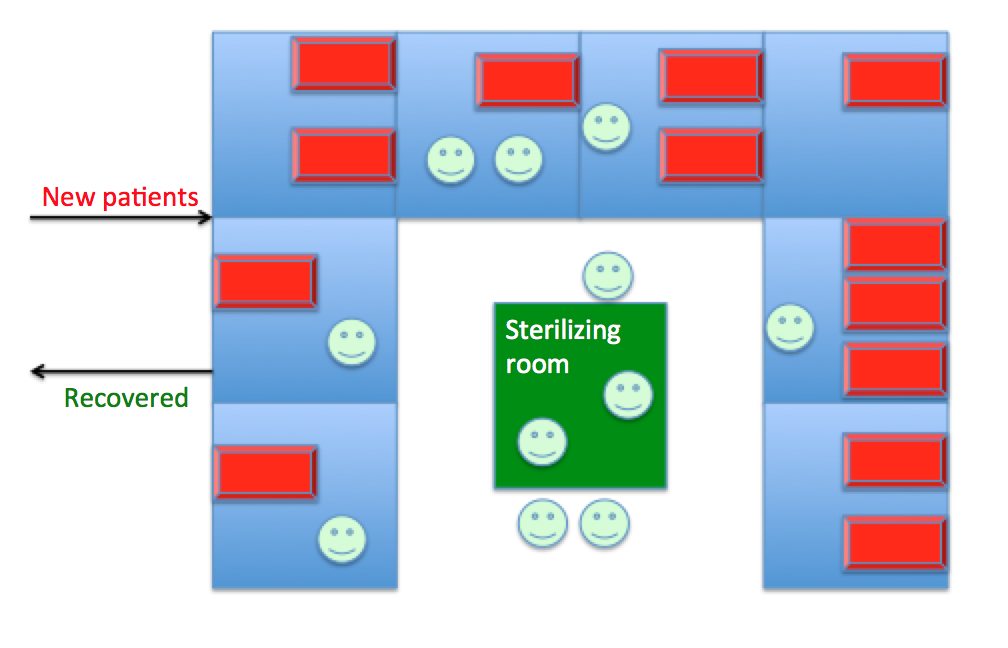 New patients
Sterilizing
room
Recovered